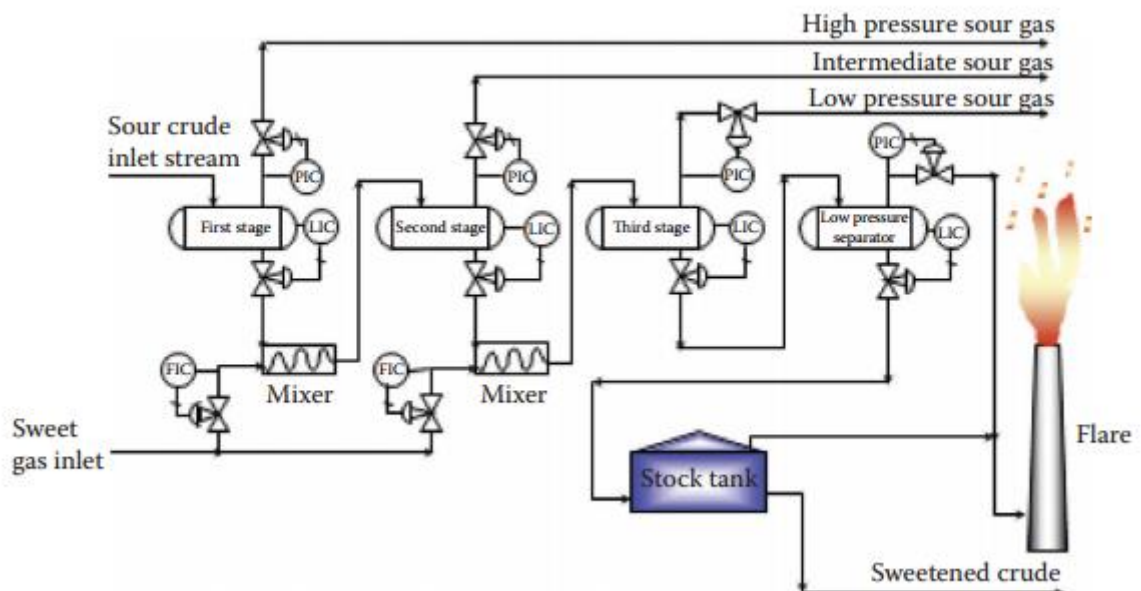 High pressure sour gas
Intermediate sour gas
Low pressure sour gas
Sour crude
inlet stream
PIC
PIC
PIC
PIC
First stage
LIC
Second stage
LIC
Third stage
LIC
Low pressure
separator
LIC
FIC
Mixer
FIC
Mixer
Sweet
gas inlet
Stock tank
Flare
Sweetened crude